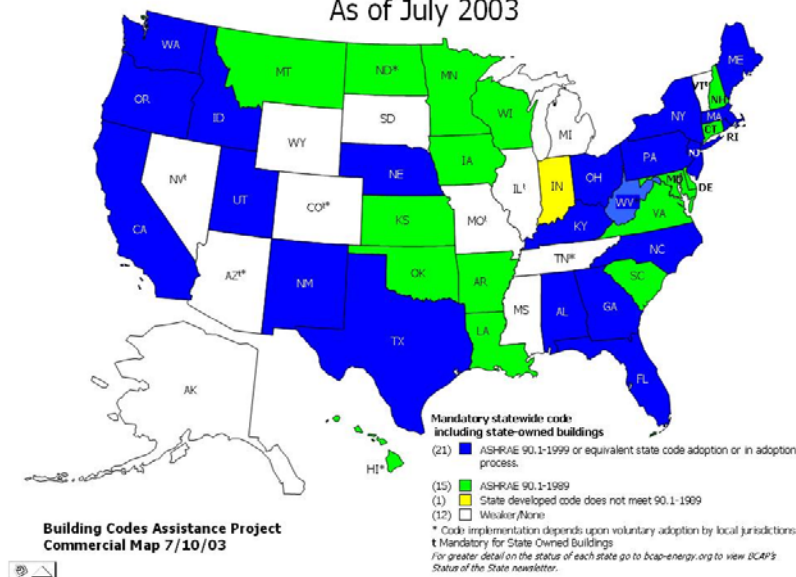 As of July 2003
WA
OR
CA
ID
NV t
MT
WY
UT
CO t*
AZ t*
NM
ND*
SD
NE
KS
OK
TX
MN
IA
MO t
AR
LA
WI
IL t
MI
IN
OH
KY
TN*
MS
AL
GA
FL
SC
NC
VA
WV
PA
NY
ME
NH
MA
CT
RI
NJ
DE
AK
HI*
Mandatory statewide code
including state-owned buildings
(21) ASHRAE 90.1-1999 or equivalent state code adoption or in adoption
process.
(15) ASHRAE 90.1-1989
(1) State developed code does not meet 90.1-1989
(12) Weaker/None
* Code implementation depends upon voluntary adoption by local jurisdictions
t Mandatory for State Owned Buildings
For greater detail on the status of each state go to bcap-energy.org to view BCAP's
Status of the State newsletter.
Building Codes Assistance Project
Commercial Map 7/10/03